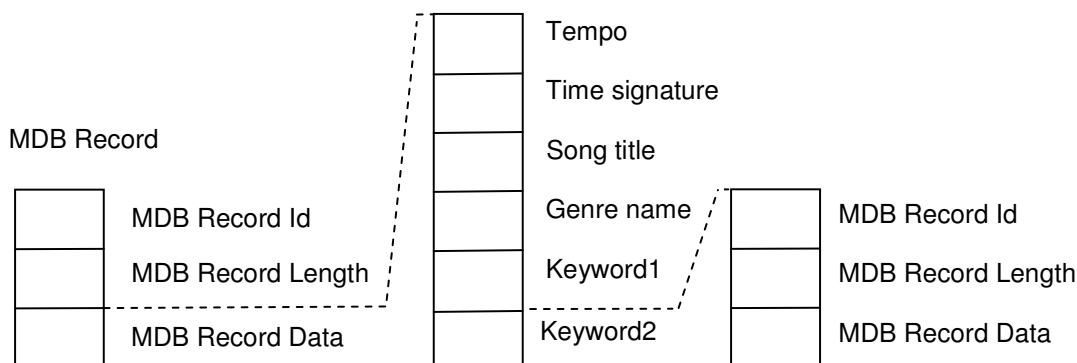 MDB Record
MDB Record Id
MDB Record Length
MDB Record Data
Tempo
Time signature
Song title
Genre name
Keyword1
Keyword2
MDB Record Id
MDB Record Length
MDB Record Data